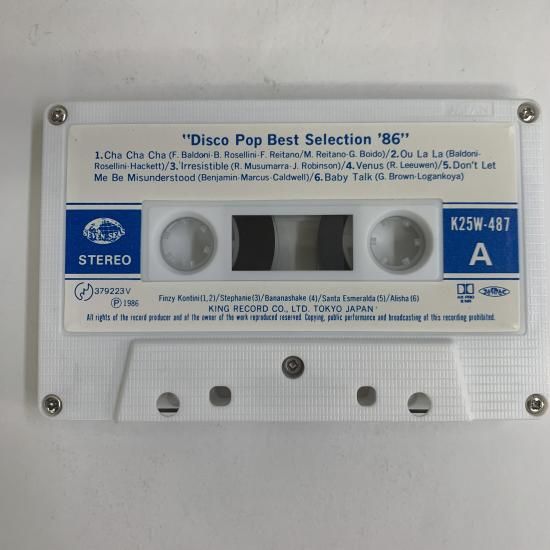 JAPAN
"Disco Pop Best Selection '86"
1.Cha Cha Cha (F. Baldoni-B. Rosellini-F. Reitano/M. Reitano-G. Boido)/2.Ou La La (Baldoni-
Rosellini-Hackett)/3.'Irresistible (R. Musumarra-J. Robinson)/4.Venus (R. Leeuwen)/5.Don't Let
Me Be Misunderstood (Benjamin-Marcus-Caldwell)/6.Baby Talk (G. Brown-Logankoya)
SEVEN SEAS
STEREO
K25W-487
A
379223V
Ⓟ 1986
Finzy Kontini(1,2)/Stephanie(3)/Bananashake (4)/Santa Esmeralda (5)/Alisha (6)
KING RECORD CO., LTD. TOKYO JAPAN
All rights of the record producer and of the owner of the work reproduced reserved. Copying, public performance and broadcasting of this recording prohibited.